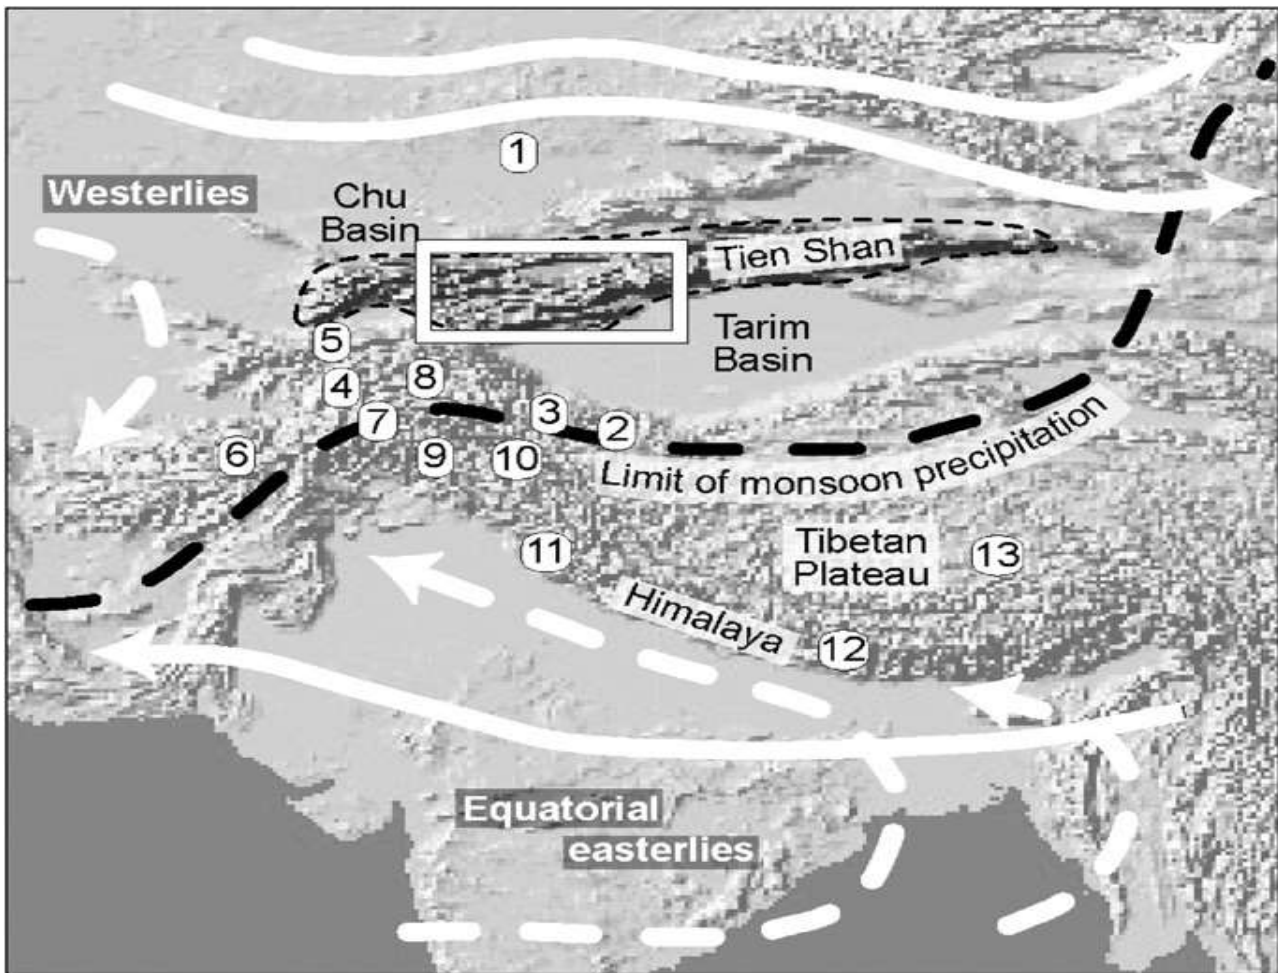 1
Westerlies
Chu
Basin
Tien Shan
Tarim
Basin
5
4
8
7
3
2
6
9
10
Limit of monsoon precipitation
11
Tibetan
Plateau
13
Himalaya
12
Equatorial
easterlies